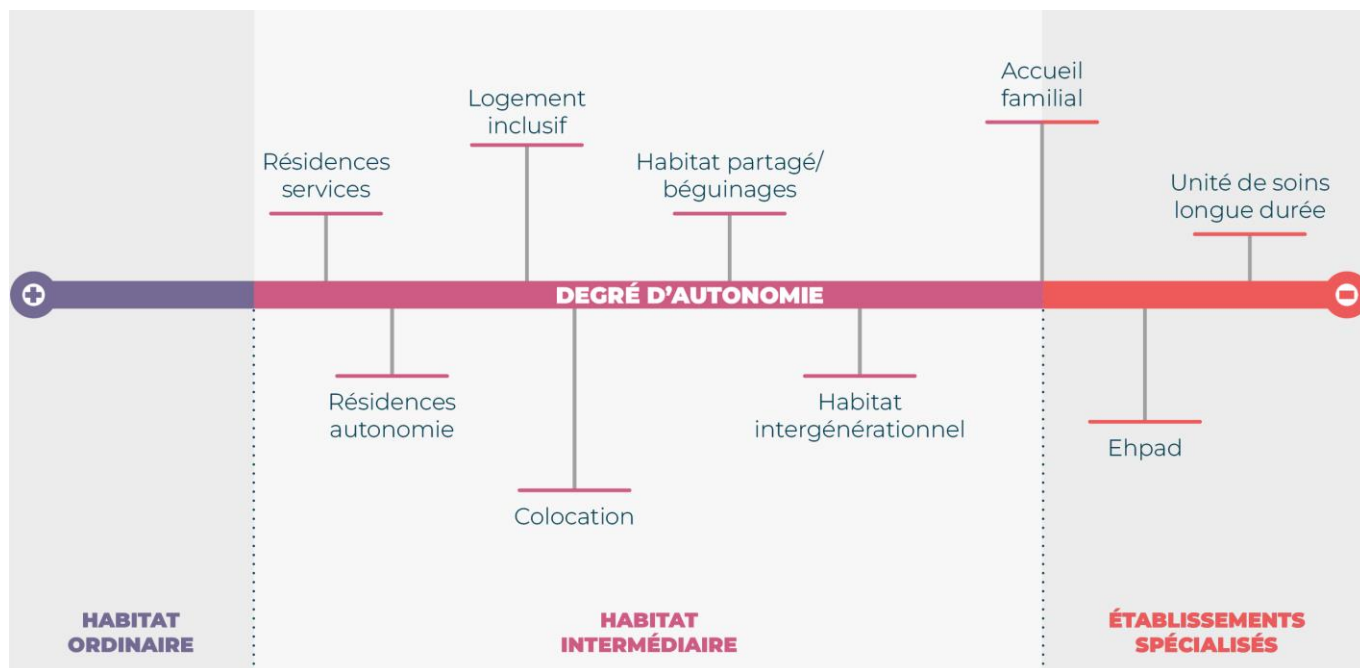 Accueil
familial
Logement
inclusif
Résidences
services
Habitat partagé/
béguinages
Unité de soins
longue durée
DEGRÉ D'AUTONOMIE
Résidences
autonomie
Habitat
intergénérationnel
Ehpad
Colocation
HABITAT
ORDINAIRE
HABITAT
INTERMÉDIAIRE
ÉTABLISSEMENTS
SPÉCIALISÉS